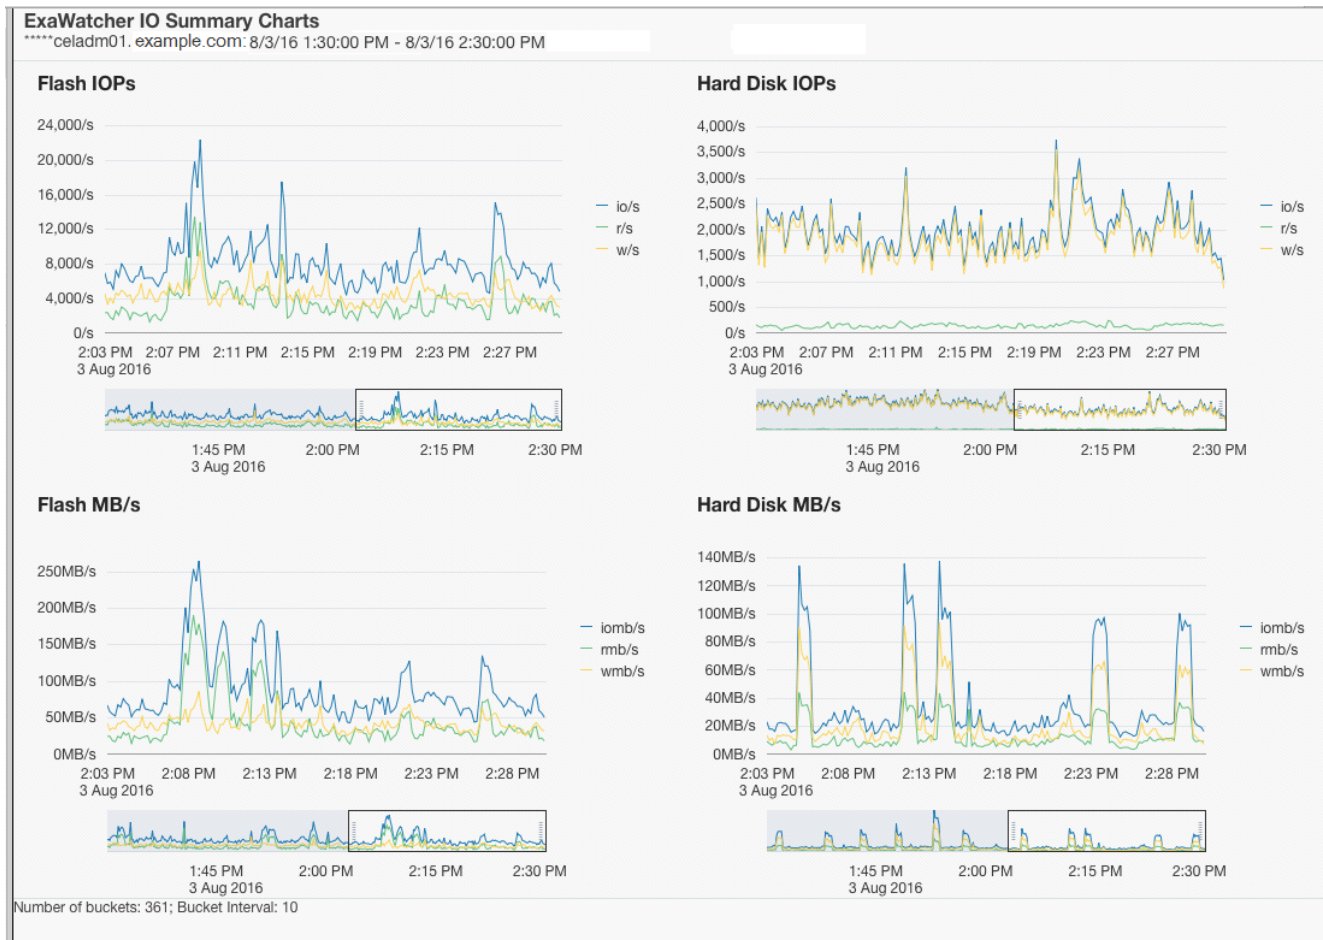 ExaWatcher IO Summary Charts
*****celadm01. example.com: 8/3/16 1:30:00 PM - 8/3/16 2:30:00 PM
Flash IOPs
24,000/s
20,000/s
16,000/s
12,000/s
8,000/s
4,000/s
0/s
2:03 PM 2:07 PM 2:11 PM 2:15 PM 2:19 PM 2:23 PM 2:27 PM
3 Aug 2016
io/s
r/s
w/s
1:45 PM 2:00 PM 2:15 PM 2:30 PM
3 Aug 2016
Hard Disk IOPs
4,000/s
3,500/s
3,000/s
2,500/s
2,000/s
1,500/s
1,000/s
500/s
0/s
2:03 PM 2:07 PM 2:11 PM 2:15 PM 2:19 PM 2:23 PM 2:27 PM
3 Aug 2016
io/s
r/s
w/s
1:45 PM 2:00 PM 2:15 PM 2:30 PM
3 Aug 2016
Flash MB/s
250MB/s
200MB/s
150MB/s
100MB/s
50MB/s
0MB/s
2:03 PM 2:08 PM 2:13 PM 2:18 PM 2:23 PM 2:28 PM
3 Aug 2016
iomb/s
rmb/s
wmb/s
1:45 PM 2:00 PM 2:15 PM 2:30 PM
3 Aug 2016
Hard Disk MB/s
140MB/s
120MB/s
100MB/s
80MB/s
60MB/s
40MB/s
20MB/s
0MB/s
2:03 PM 2:08 PM 2:13 PM 2:18 PM 2:23 PM 2:28 PM
3 Aug 2016
iomb/s
rmb/s
wmb/s
1:45 PM 2:00 PM 2:15 PM 2:30 PM
3 Aug 2016
Number of buckets: 361; Bucket Interval: 10